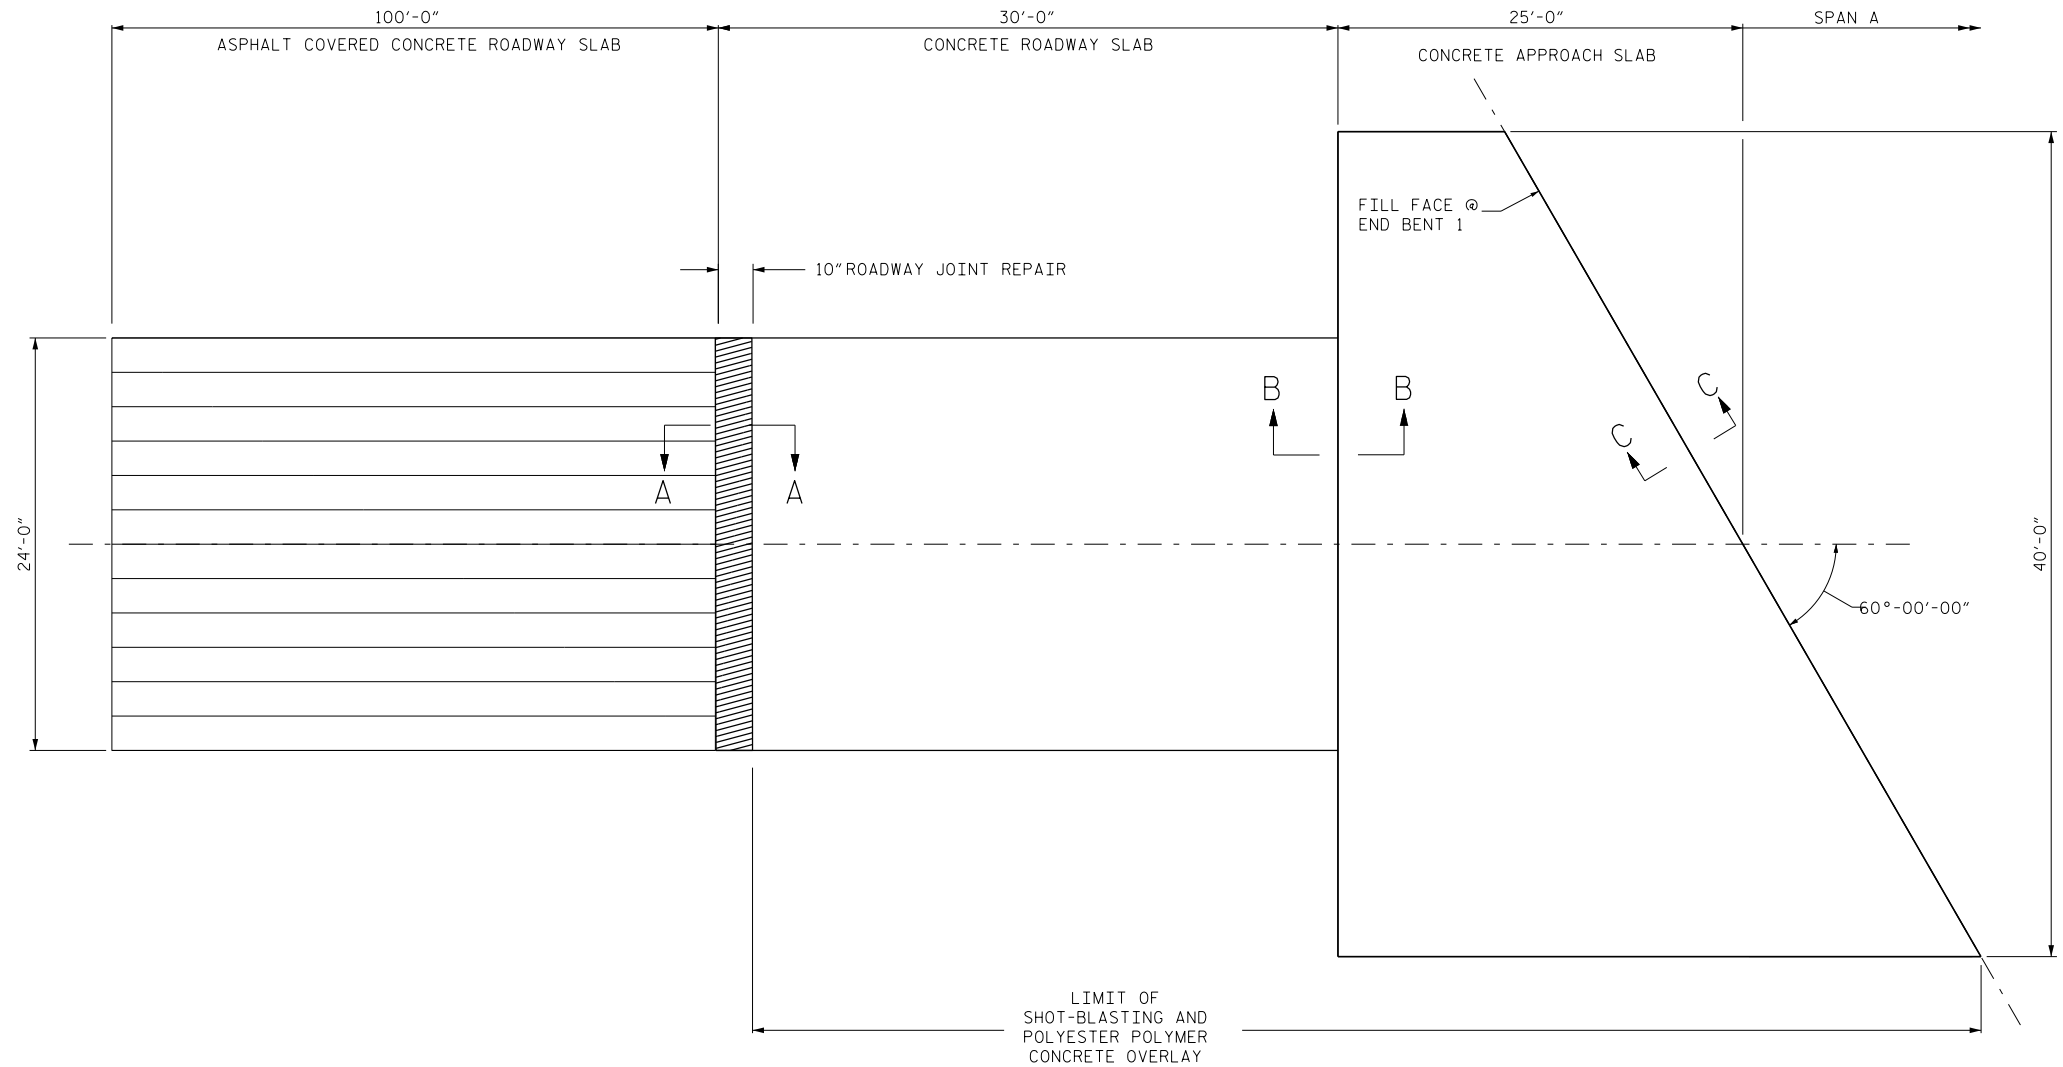 100'-0"
30'-0"
25'-0"
SPAN A
ASPHALT COVERED CONCRETE ROADWAY SLAB
CONCRETE ROADWAY SLAB
CONCRETE APPROACH SLAB
FILL FACE @
END BENT 1
10" ROADWAY JOINT REPAIR
B
B
C
C
A
A
24'-0"
40'-0"
60°-00'-00"
LIMIT OF
SHOT-BLASTING AND
POLYESTER POLYMER
CONCRETE OVERLAY